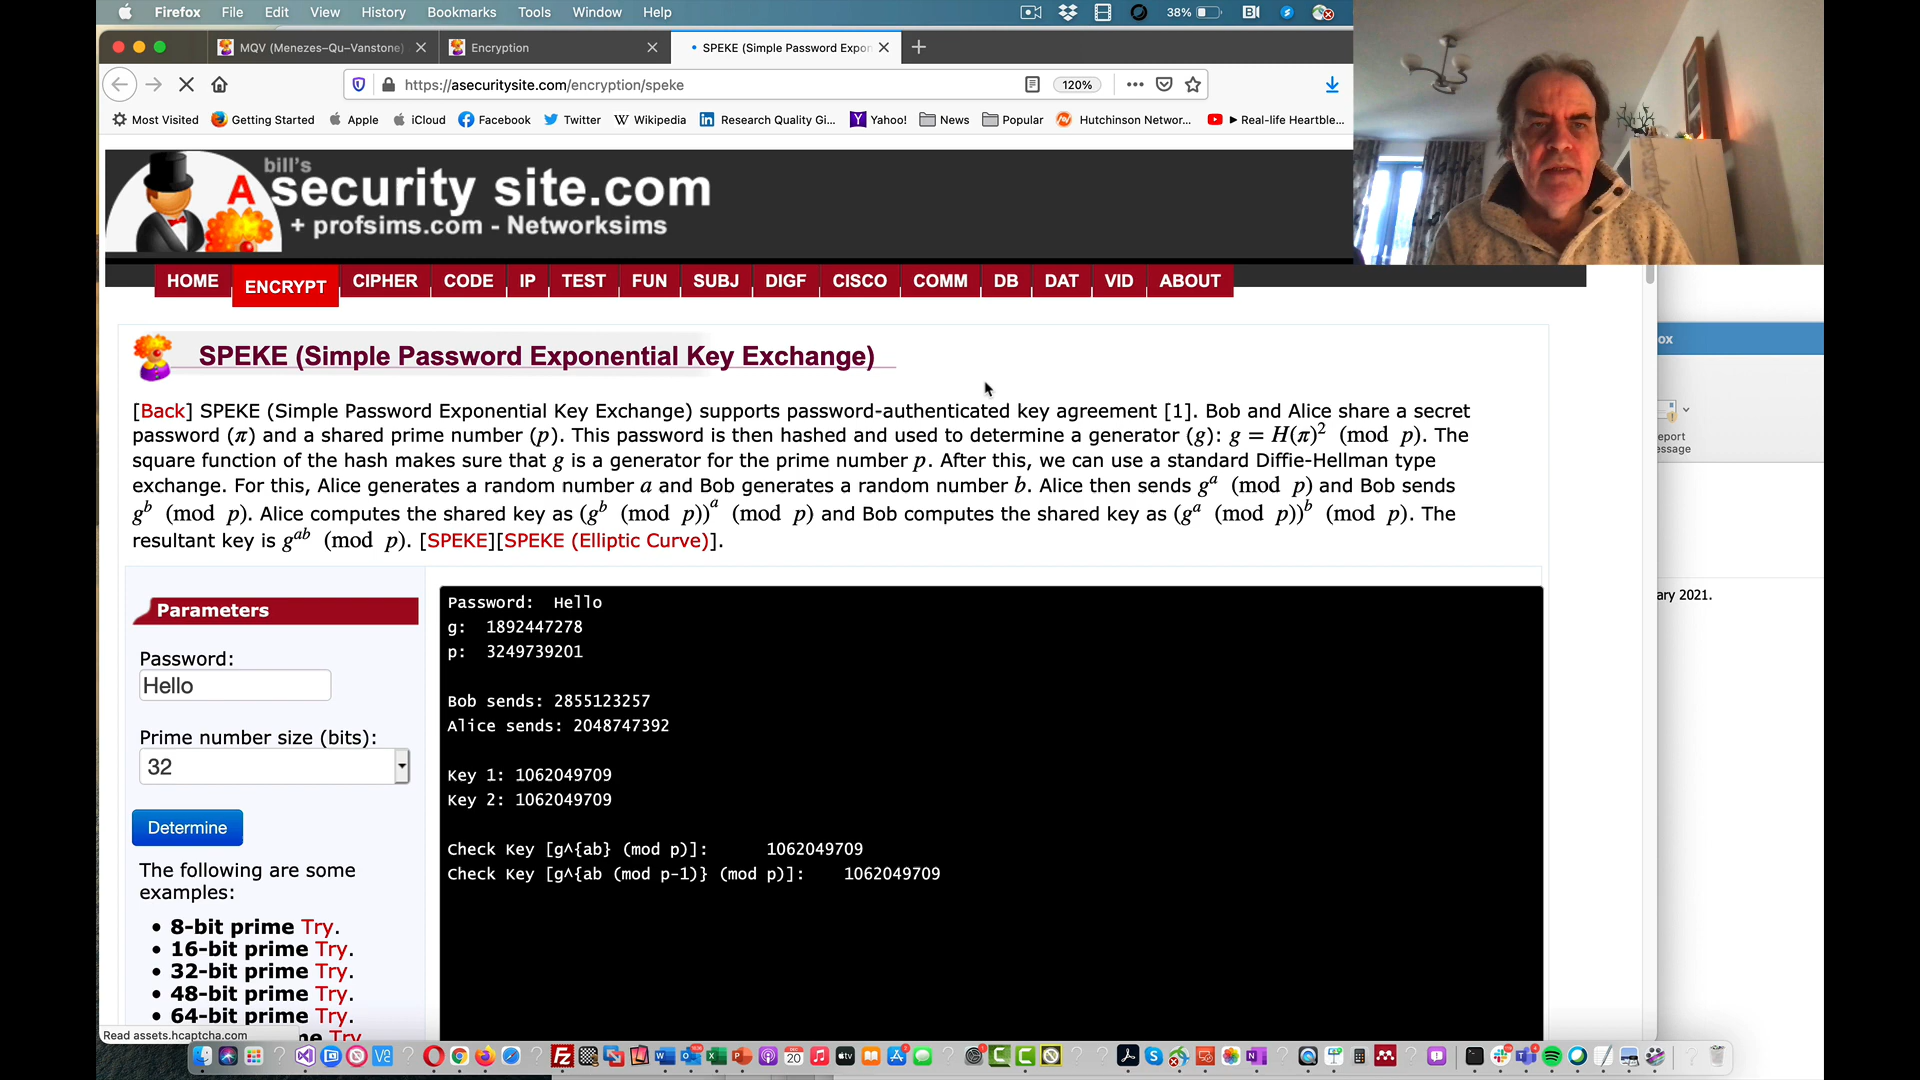 Firefox File Edit View History Bookmarks Tools Window Help 38%
MQV (Menezes–Qu–Vanstone) Encryption SPEKE (Simple Password Expon
https://asecuritysite.com/encryption/speke 120%
Most Visited Getting Started Apple iCloud Facebook Twitter Wikipedia Research Quality Gi... Yahoo! News Popular Hutchinson Networ... ▸ Real-life Heartble...
bill's
A security site.com
+ profsims.com - Networksims
HOME ENCRYPT CIPHER CODE IP TEST FUN SUBJ DIGF CISCO COMM DB DAT VID ABOUT
ox
SPEKE (Simple Password Exponential Key Exchange)
[Back] SPEKE (Simple Password Exponential Key Exchange) supports password-authenticated key agreement [1]. Bob and Alice share a secret
password (π) and a shared prime number (p). This password is then hashed and used to determine a generator (g): g = H(π)² (mod p). The
square function of the hash makes sure that g is a generator for the prime number p. After this, we can use a standard Diffie-Hellman type
exchange. For this, Alice generates a random number a and Bob generates a random number b. Alice then sends gᵃ (mod p) and Bob sends
gᵇ (mod p). Alice computes the shared key as (gᵇ (mod p))ᵃ (mod p) and Bob computes the shared key as (gᵃ (mod p))ᵇ (mod p). The
resultant key is gᵃᵇ (mod p). [SPEKE][SPEKE (Elliptic Curve)].
eport
essage
ary 2021.
Parameters
Password:
Hello
Prime number size (bits):
32
Determine
The following are some
examples:
• 8-bit prime Try.
• 16-bit prime Try.
• 32-bit prime Try.
• 48-bit prime Try.
• 64-bit prime Try.
me Try
Password: Hello
g: 1892447278
p: 3249739201
Bob sends: 2855123257
Alice sends: 2048747392
Key 1: 1062049709
Key 2: 1062049709
Check Key [g^{ab} (mod p)]: 1062049709
Check Key [g^{ab (mod p-1)} (mod p)]: 1062049709
Read assets.hcaptcha.com